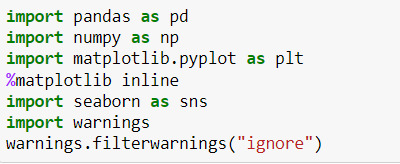 import pandas as pd
import numpy as np
import matplotlib.pyplot as plt
%matplotlib inline
import seaborn as sns
import warnings
warnings.filterwarnings("ignore")